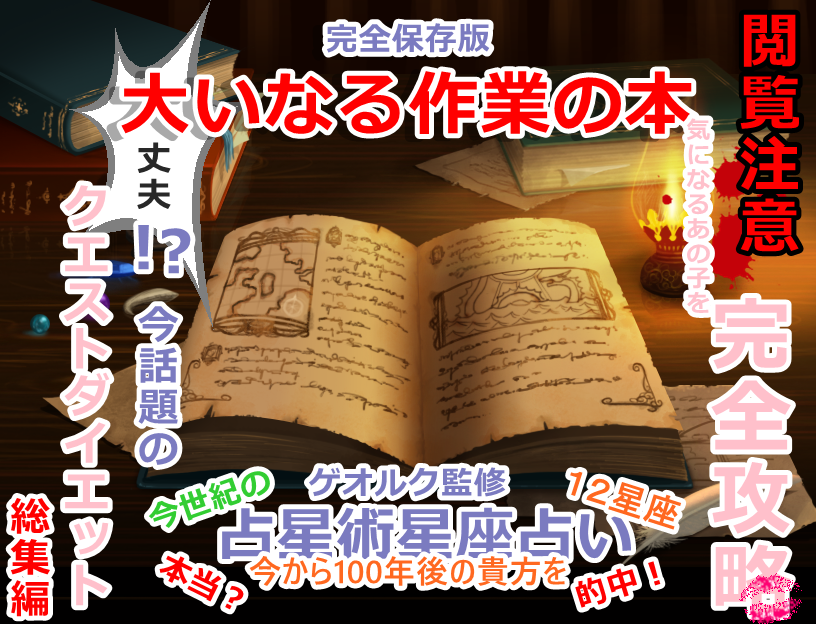 完全保存版
大いなる作業の本
閲覧注意
気になるあの子を
完全攻略
大丈夫!?
今話題の
クエストダイエット
総集編
今世紀の
ゲオルク監修
12星座
占星術星座占い
本当？
今から100年後の貴方を
的中！